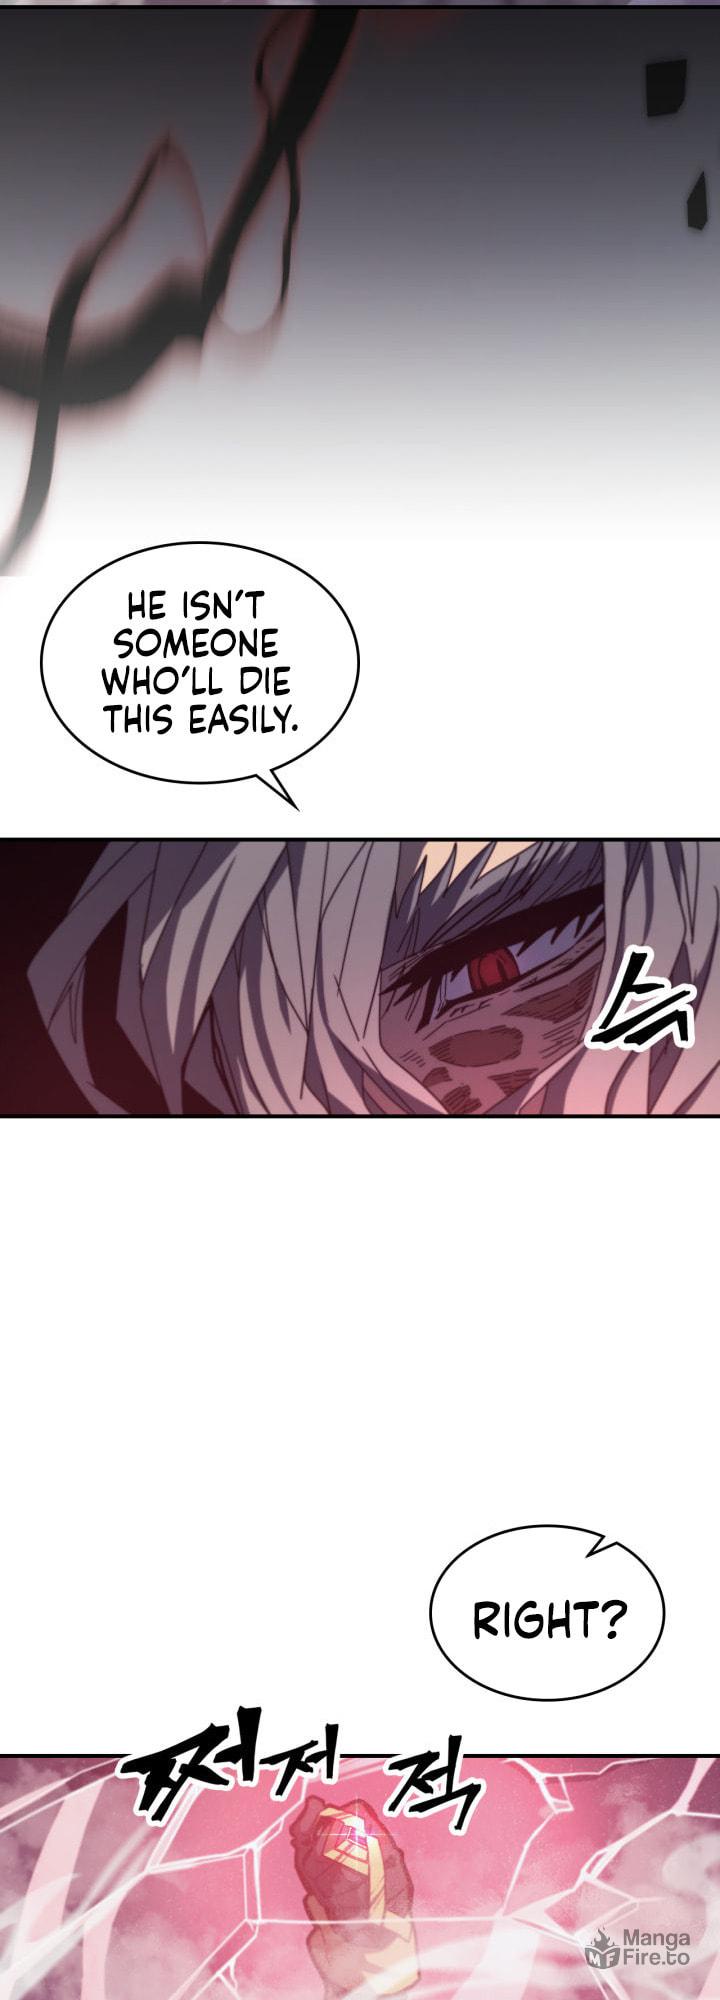 HE ISN'T
SOMEONE
WHO'LL DIE
THIS EASILY.
스
RIGHT?
쩌저적
Manga
Fire.to